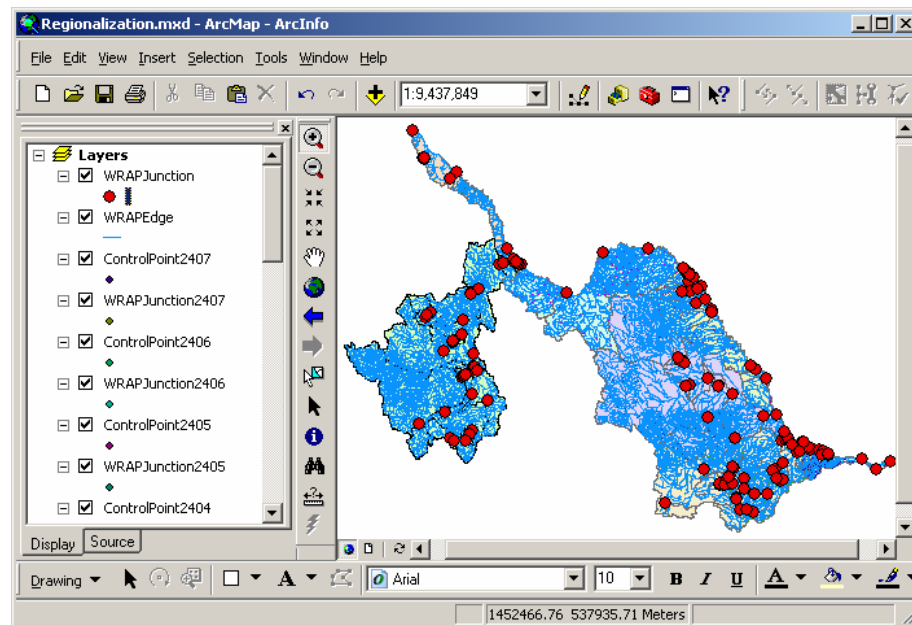 Regionalization.mxd - ArcMap - ArcInfo
File Edit View Insert Selection Tools Window Help
1:9,437,849
Layers
WRAPJunction
WRAPEdge
ControlPoint2407
WRAPJunction2407
ControlPoint2406
WRAPJunction2406
ControlPoint2405
WRAPJunction2405
ControlPoint2404
Display Source
Drawing A Arial 10 B I U A
1452466.76 537935.71 Meters